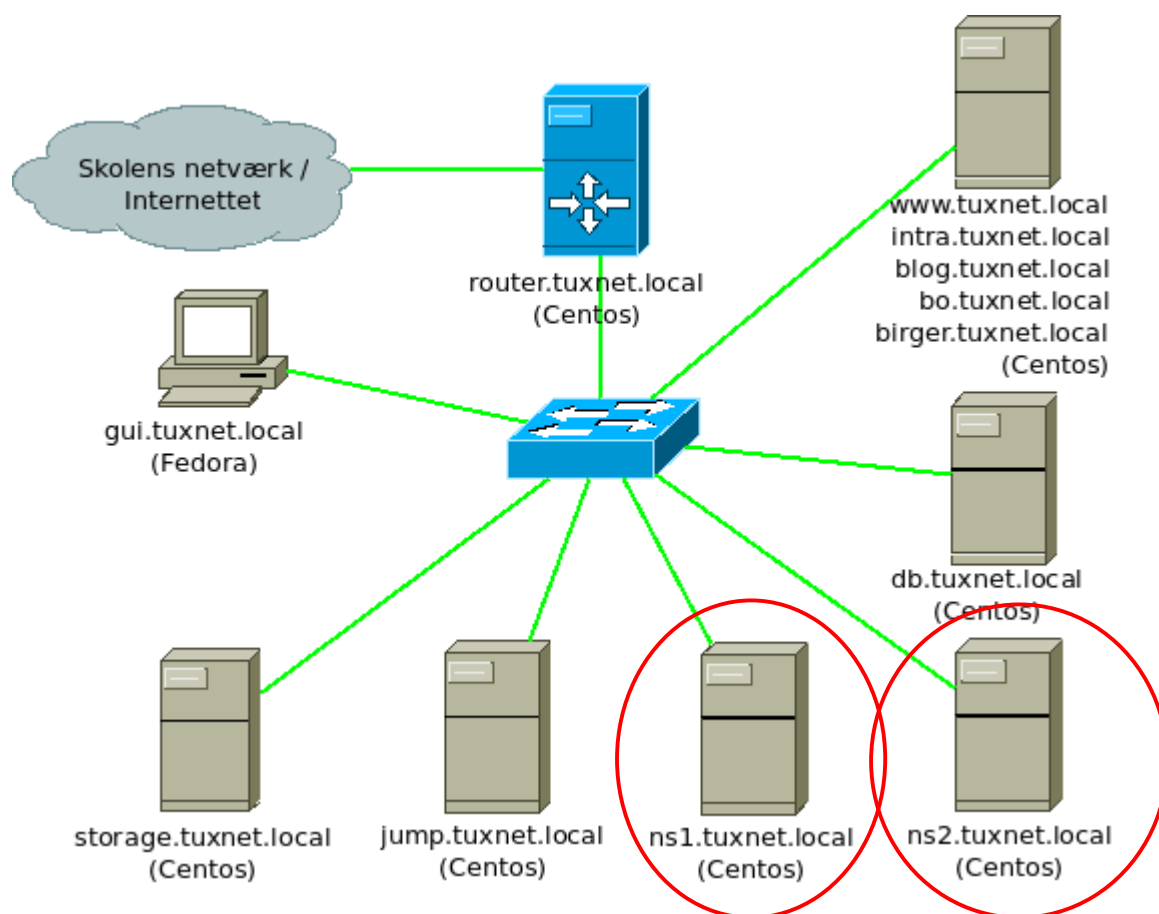 Skolens netværk /
Internettet
router.tuxnet.local
(Centos)
www.tuxnet.local
intra.tuxnet.local
blog.tuxnet.local
bo.tuxnet.local
birger.tuxnet.local
(Centos)
gui.tuxnet.local
(Fedora)
db.tuxnet.local
(Centos)
storage.tuxnet.local
(Centos)
jump.tuxnet.local
(Centos)
ns1.tuxnet.local
(Centos)
ns2.tuxnet.local
(Centos)